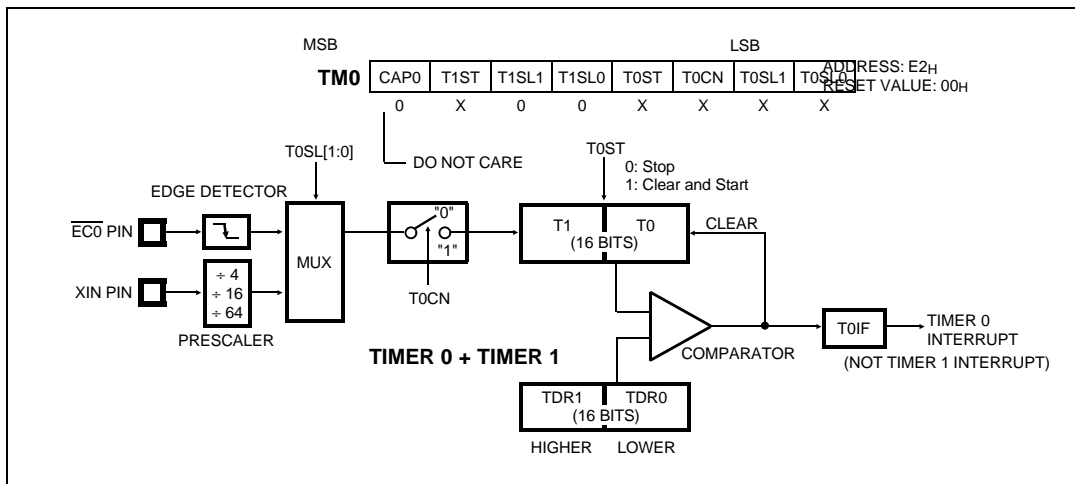 MSB LSB
TM0 CAP0 T1ST T1SL1 T1SL0 T0ST T0CN T0SL1 T0SL0 ADDRESS: E2H
RESET VALUE: 00H
0 X 0 0 X X X X
T0SL[1:0] DO NOT CARE T0ST
0: Stop
1: Clear and Start
EDGE DETECTOR
EC0 PIN
MUX
"0"
"1"
T0CN
T1 T0
(16 BITS)
CLEAR
XIN PIN
÷ 4
÷ 16
÷ 64
PRESCALER
TIMER 0 + TIMER 1
COMPARATOR
T0IF
TIMER 0
INTERRUPT
(NOT TIMER 1 INTERRUPT)
TDR1 TDR0
(16 BITS)
HIGHER LOWER